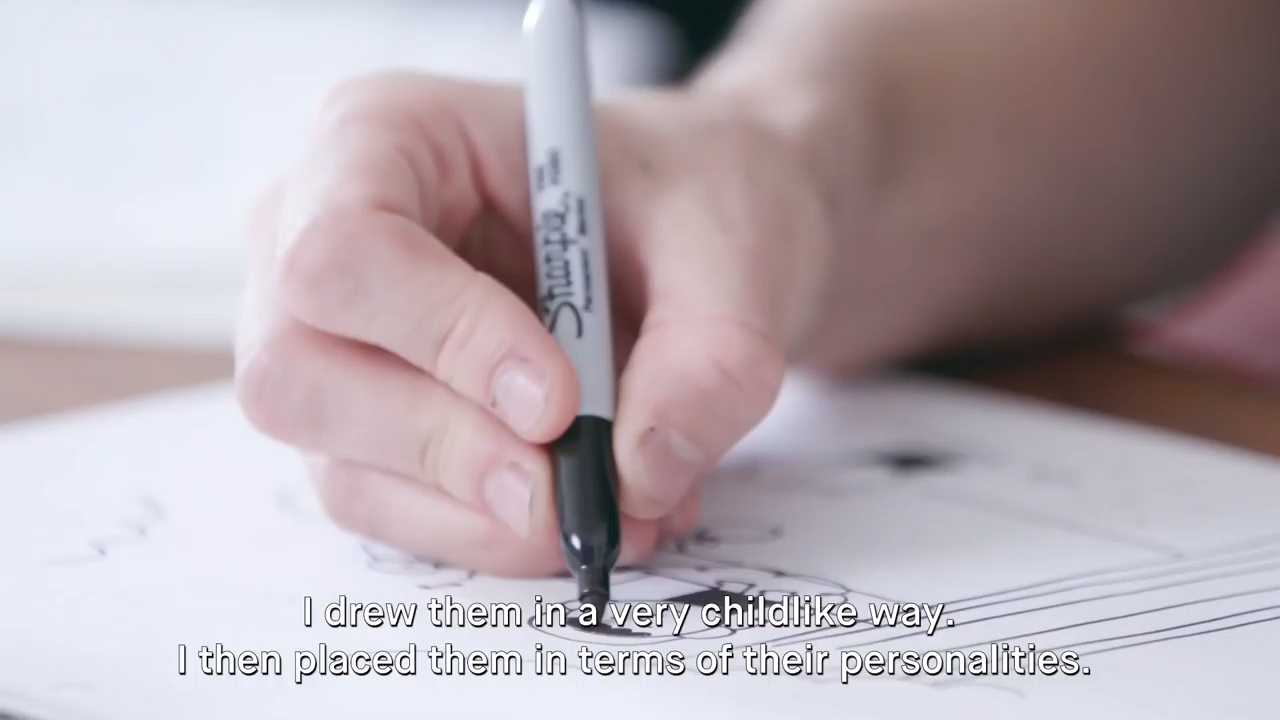 Sharpie
I drew them in a very childlike way.
I then placed them in terms of their personalities.